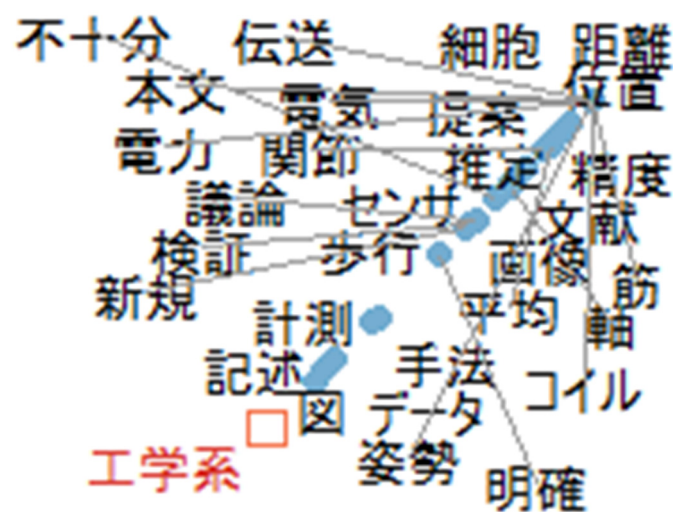 不十分
伝送
細胞
距離
位置
本文
電気
提案
電力
関節
推定
精度
議論
センサ
文献
検証
歩行
画像
新規
筋
計測
平均
軸
記述
手法
コイル
図
データ
工学系
姿勢
明確